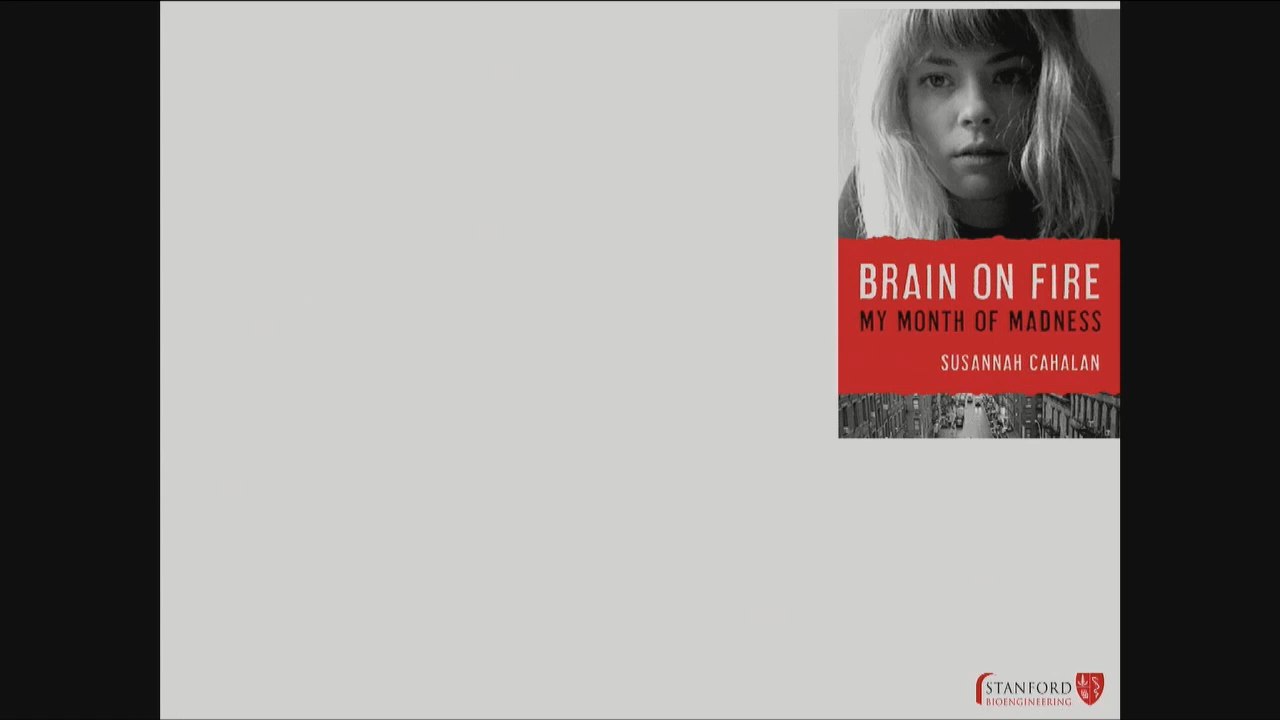 BRAIN ON FIRE
MY MONTH OF MADNESS
SUSANNAH CAHALAN
STANFORD
BIOENGINEERING